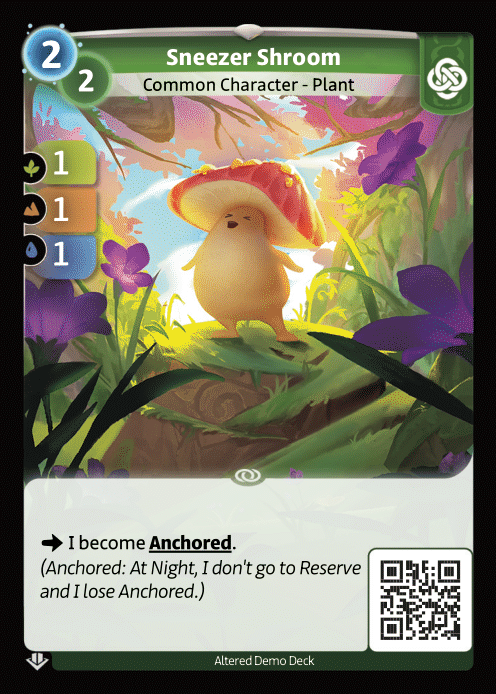 2
2
Sneezer Shroom
Common Character - Plant
1
1
1
I become Anchored.
(Anchored: At Night, I don't go to Reserve
and I lose Anchored.)
Altered Demo Deck